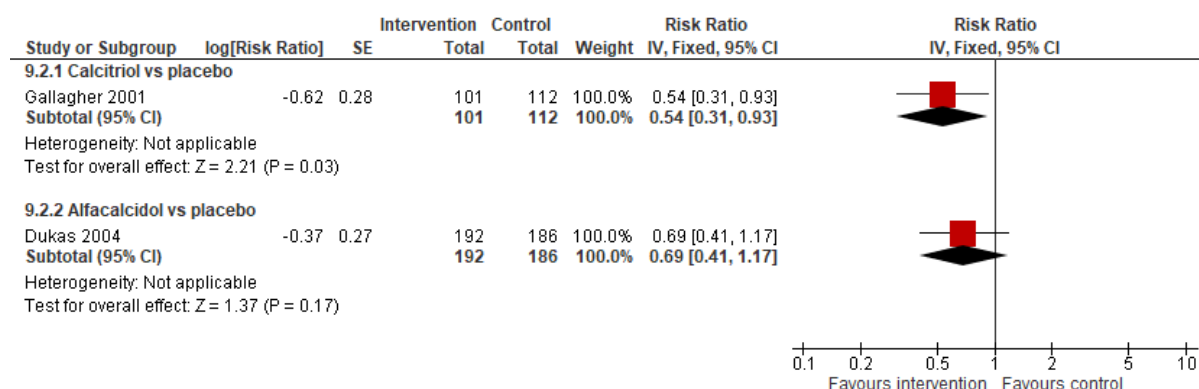 Intervention Control Risk Ratio Risk Ratio
Study or Subgroup log[Risk Ratio] SE Total Total Weight IV, Fixed, 95% CI IV, Fixed, 95% CI
9.2.1 Calcitriol vs placebo
Gallagher 2001 -0.62 0.28 101 112 100.0% 0.54 [0.31, 0.93]
Subtotal (95% CI) 101 112 100.0% 0.54 [0.31, 0.93]
Heterogeneity: Not applicable
Test for overall effect: Z = 2.21 (P = 0.03)
9.2.2 Alfacalcidol vs placebo
Dukas 2004 -0.37 0.27 192 186 100.0% 0.69 [0.41, 1.17]
Subtotal (95% CI) 192 186 100.0% 0.69 [0.41, 1.17]
Heterogeneity: Not applicable
Test for overall effect: Z = 1.37 (P = 0.17)
0.1 0.2 0.5 1 2 5 10
Favours intervention Favours control